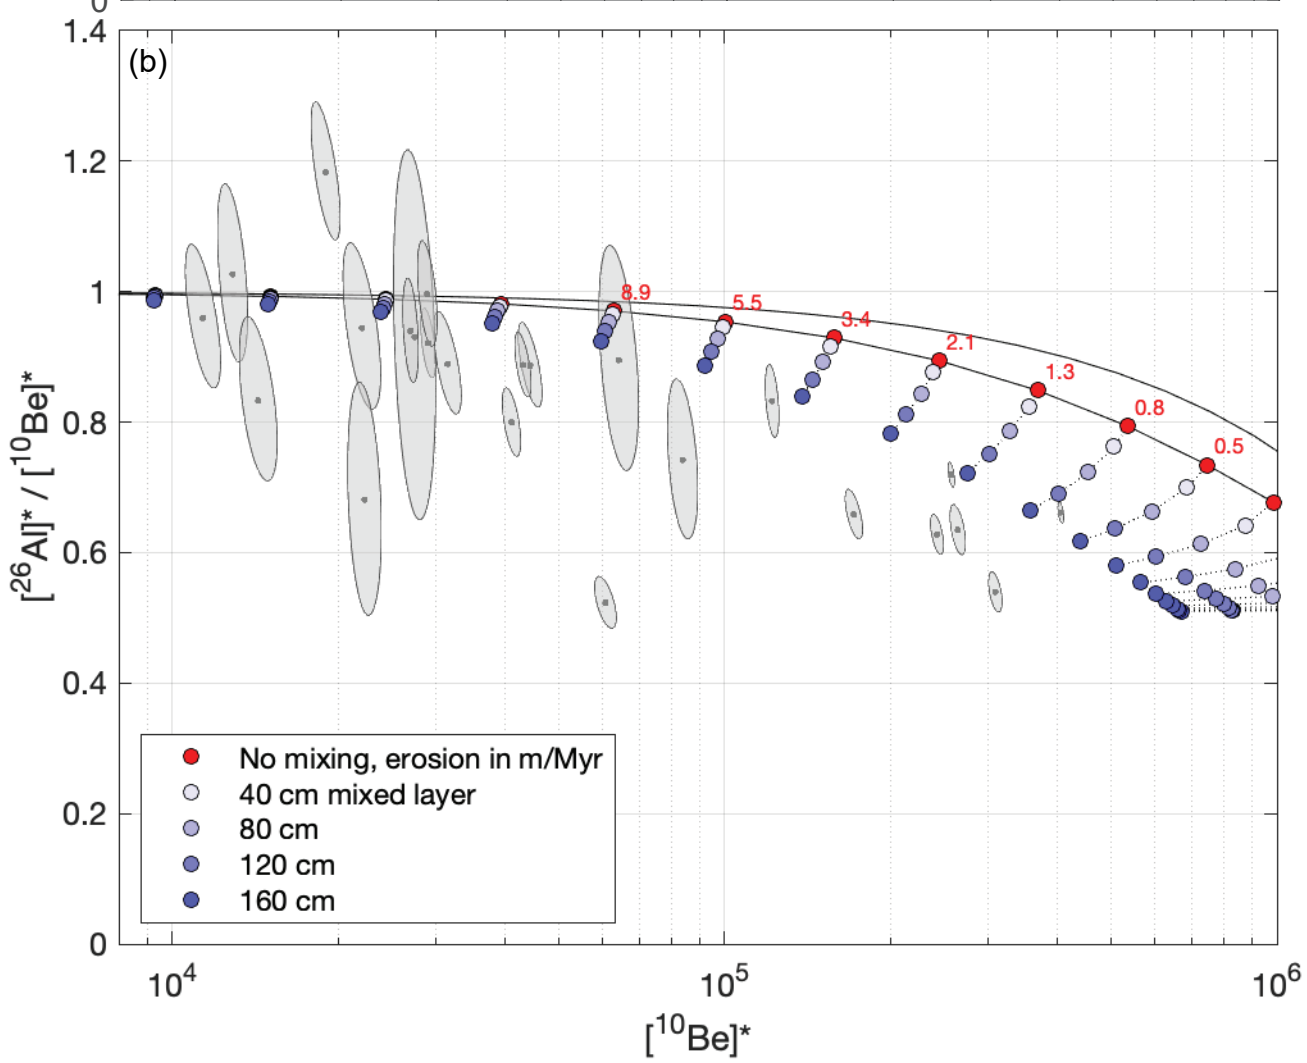 0
1.4
(b)
1.2
1
8.9
5.5
3.4
2.1
1.3
0.8
0.5
0.8
0.6
0.4
0.2
0
[²⁶Al]* / [¹⁰Be]*
No mixing, erosion in m/Myr
40 cm mixed layer
80 cm
120 cm
160 cm
10⁴
10⁵
10⁶
[¹⁰Be]*